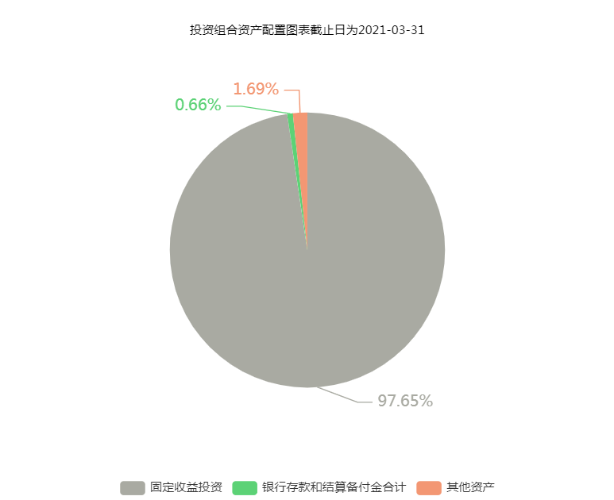 投资组合资产配置图表截止日为2021-03-31
1.69%
0.66%
97.65%
固定收益投资 银行存款和结算备付金合计 其他资产